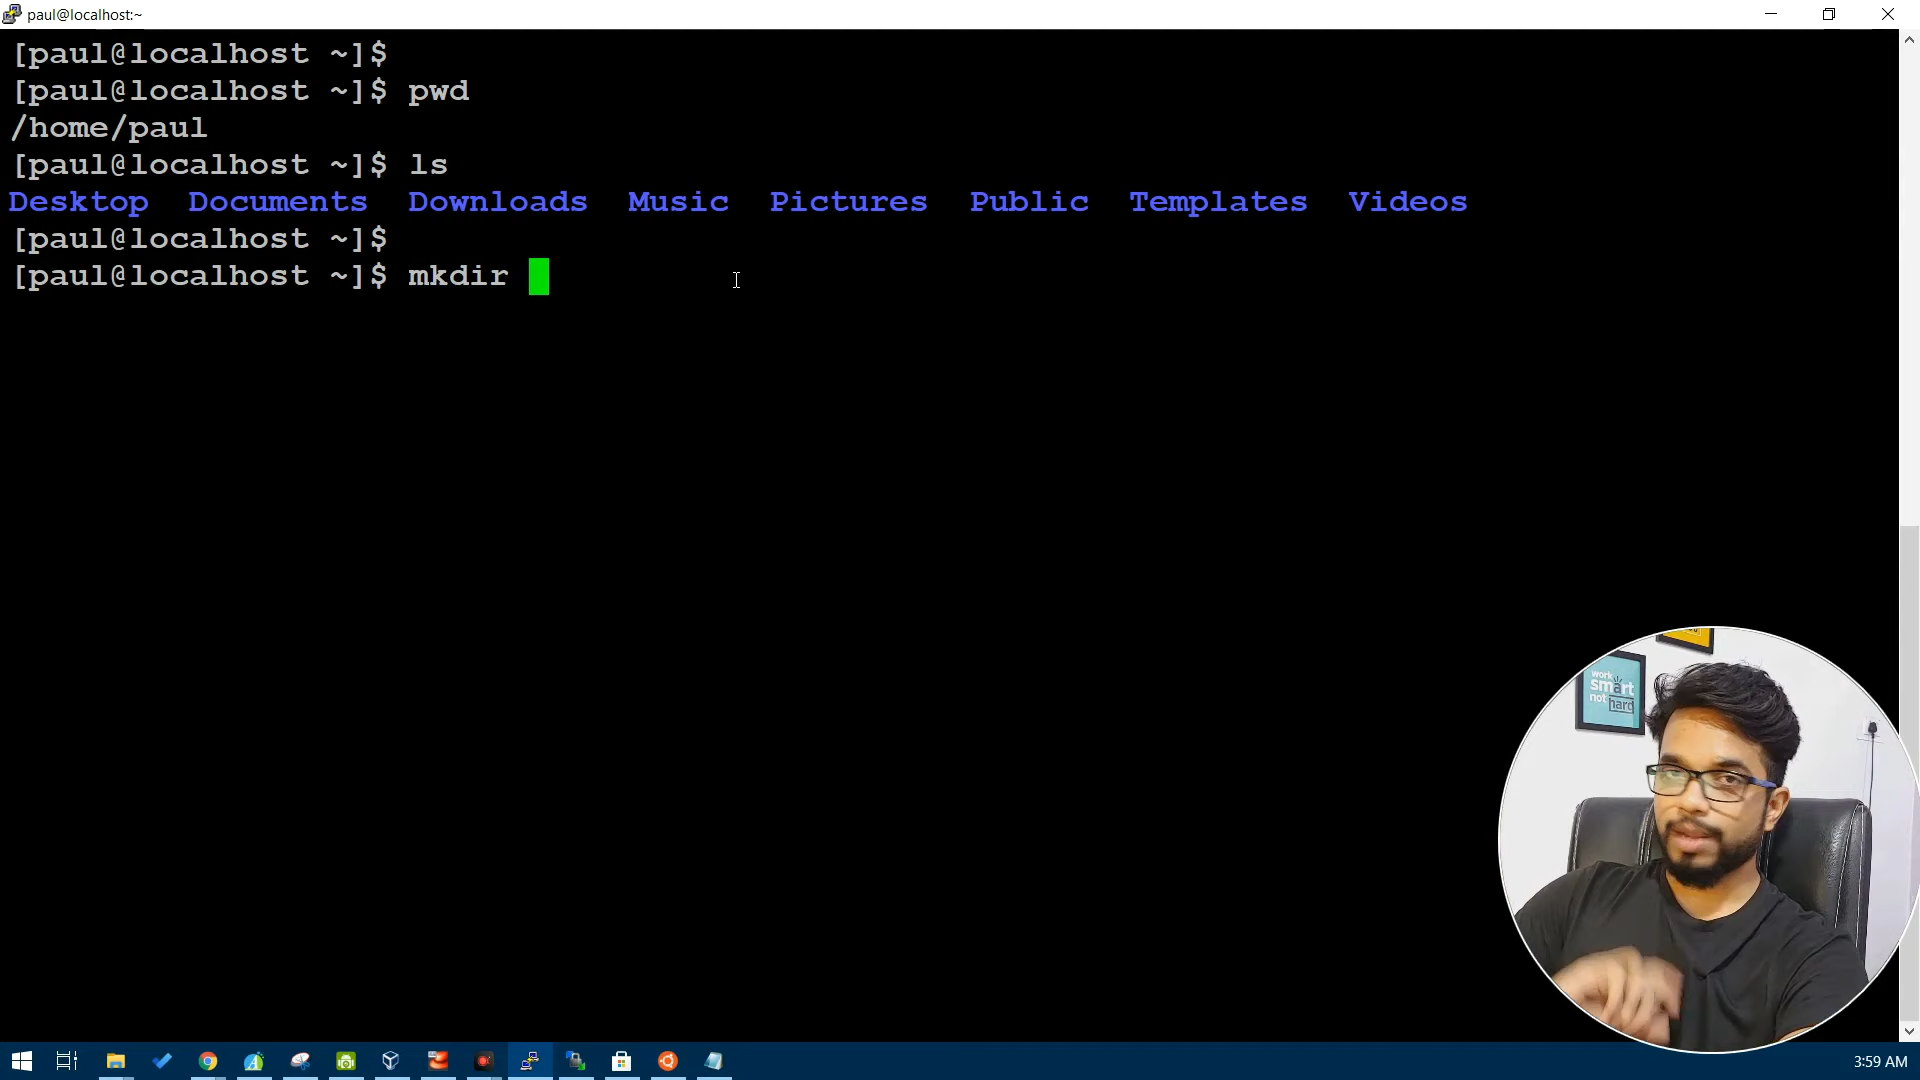 paul@localhost:~
[paul@localhost ~]$
[paul@localhost ~]$ pwd
/home/paul
[paul@localhost ~]$ ls
Desktop Documents Downloads Music Pictures Public Templates Videos
[paul@localhost ~]$
[paul@localhost ~]$ mkdir
work
smart
not hard
3:59 AM